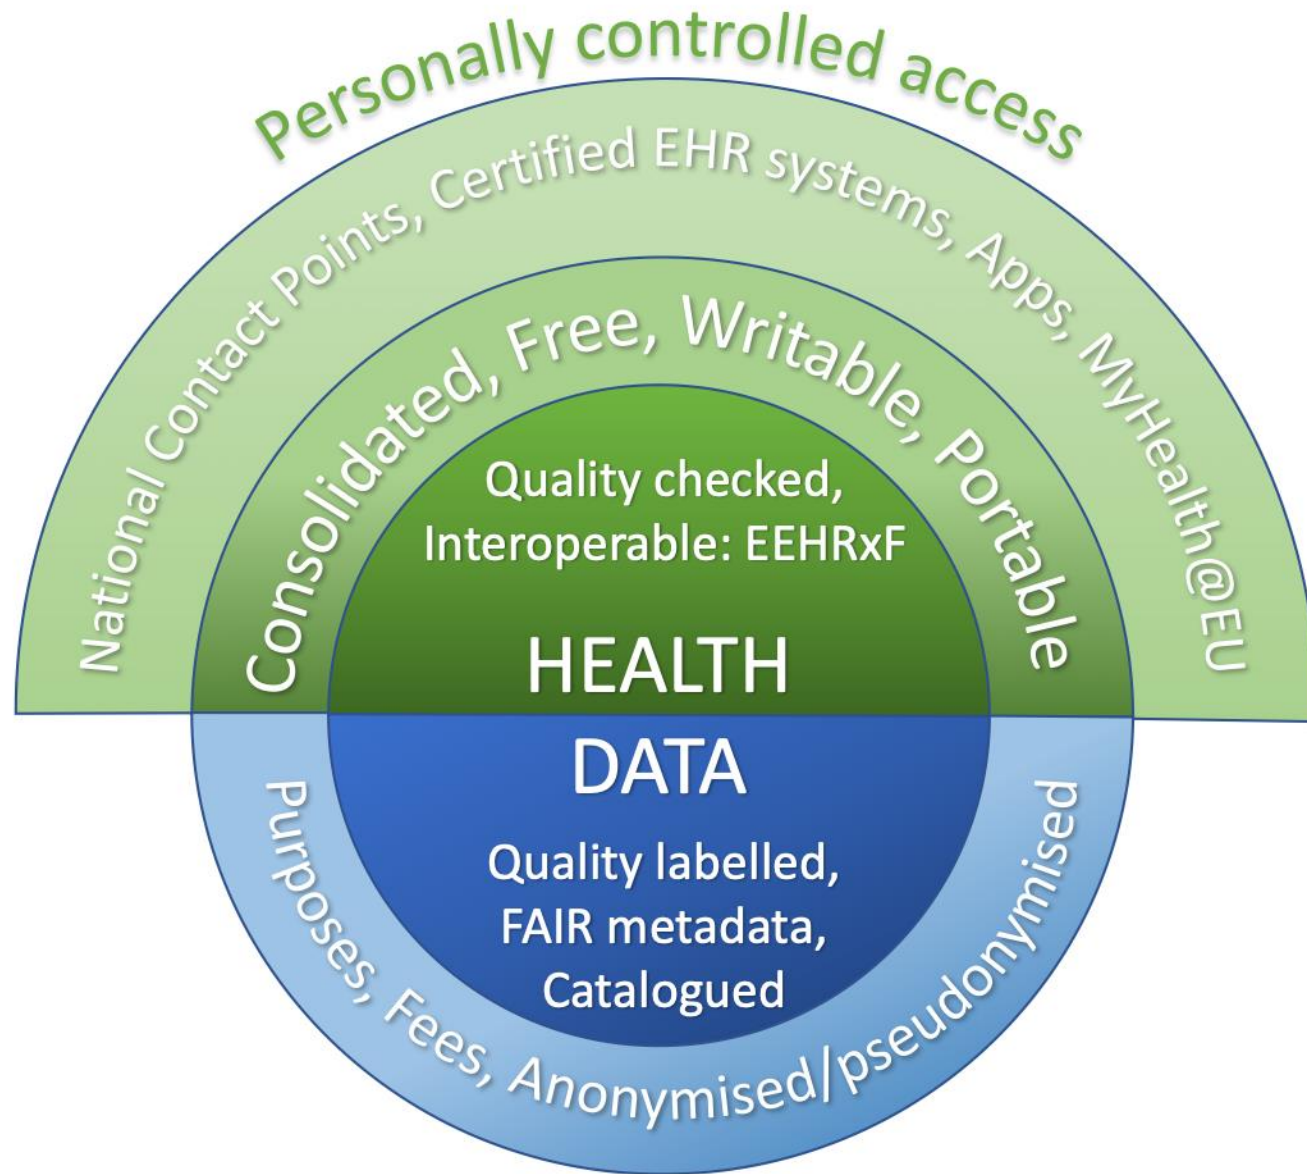 Personally controlled access
National Contact Points, Certified EHR systems, Apps, MyHealth@EU
Consolidated, Free, Writable, Portable
Quality checked,
Interoperable: EEHRxF
HEALTH
DATA
Quality labelled,
FAIR metadata,
Catalogued
Purposes, Fees, Anonymised/pseudonymised